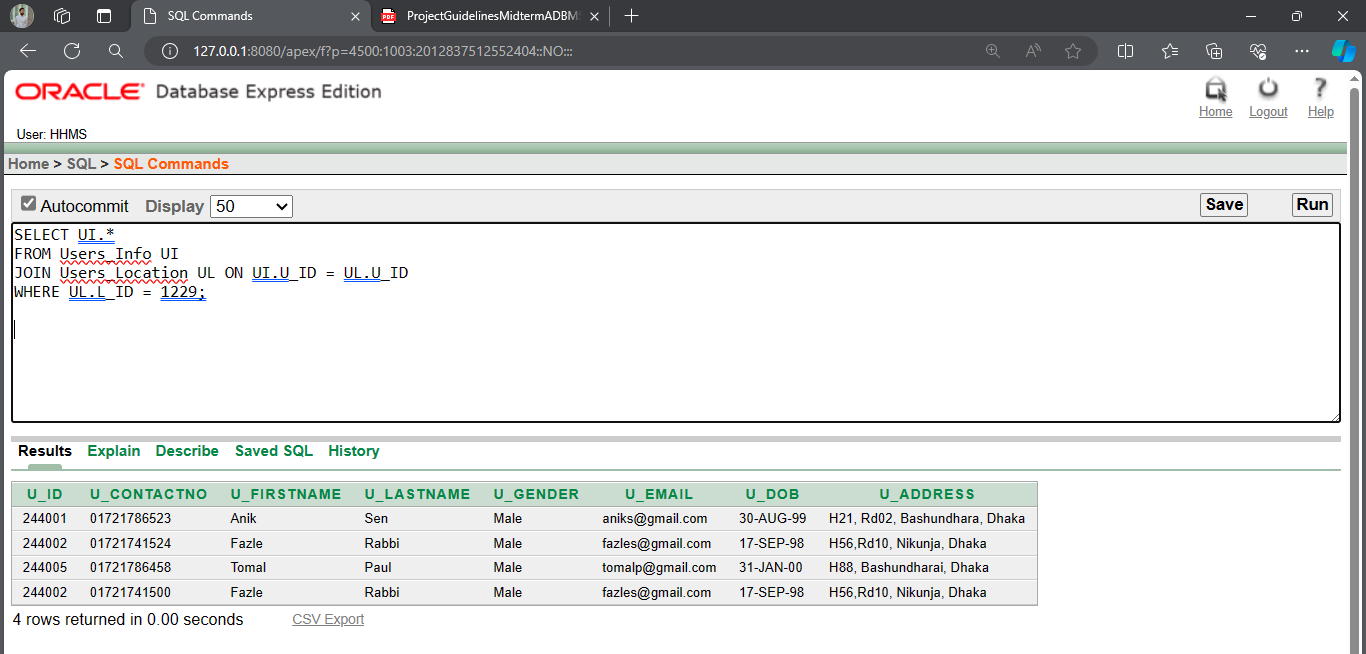 SQL Commands
ProjectGuidelinesMidtermADBMS
127.0.0.1:8080/apex/f?p=4500:1003:2012837512552404::NO:::
ORACLE Database Express Edition
Home Logout Help
User: HHMS
Home > SQL > SQL Commands
Autocommit Display 50 Save Run
SELECT UI.*
FROM Users_Info UI
JOIN Users_Location UL ON UI.U_ID = UL.U_ID
WHERE UL.L_ID = 1229;
Results Explain Describe Saved SQL History
U_ID U_CONTACTNO U_FIRSTNAME U_LASTNAME U_GENDER U_EMAIL U_DOB U_ADDRESS
244001 01721786523 Anik Sen Male aniks@gmail.com 30-AUG-99 H21, Rd02, Bashundhara, Dhaka
244002 01721741524 Fazle Rabbi Male fazles@gmail.com 17-SEP-98 H56,Rd10, Nikunja, Dhaka
244005 01721786458 Tomal Paul Male tomalp@gmail.com 31-JAN-00 H88, Bashundharai, Dhaka
244002 01721741500 Fazle Rabbi Male fazles@gmail.com 17-SEP-98 H56,Rd10, Nikunja, Dhaka
4 rows returned in 0.00 seconds CSV Export